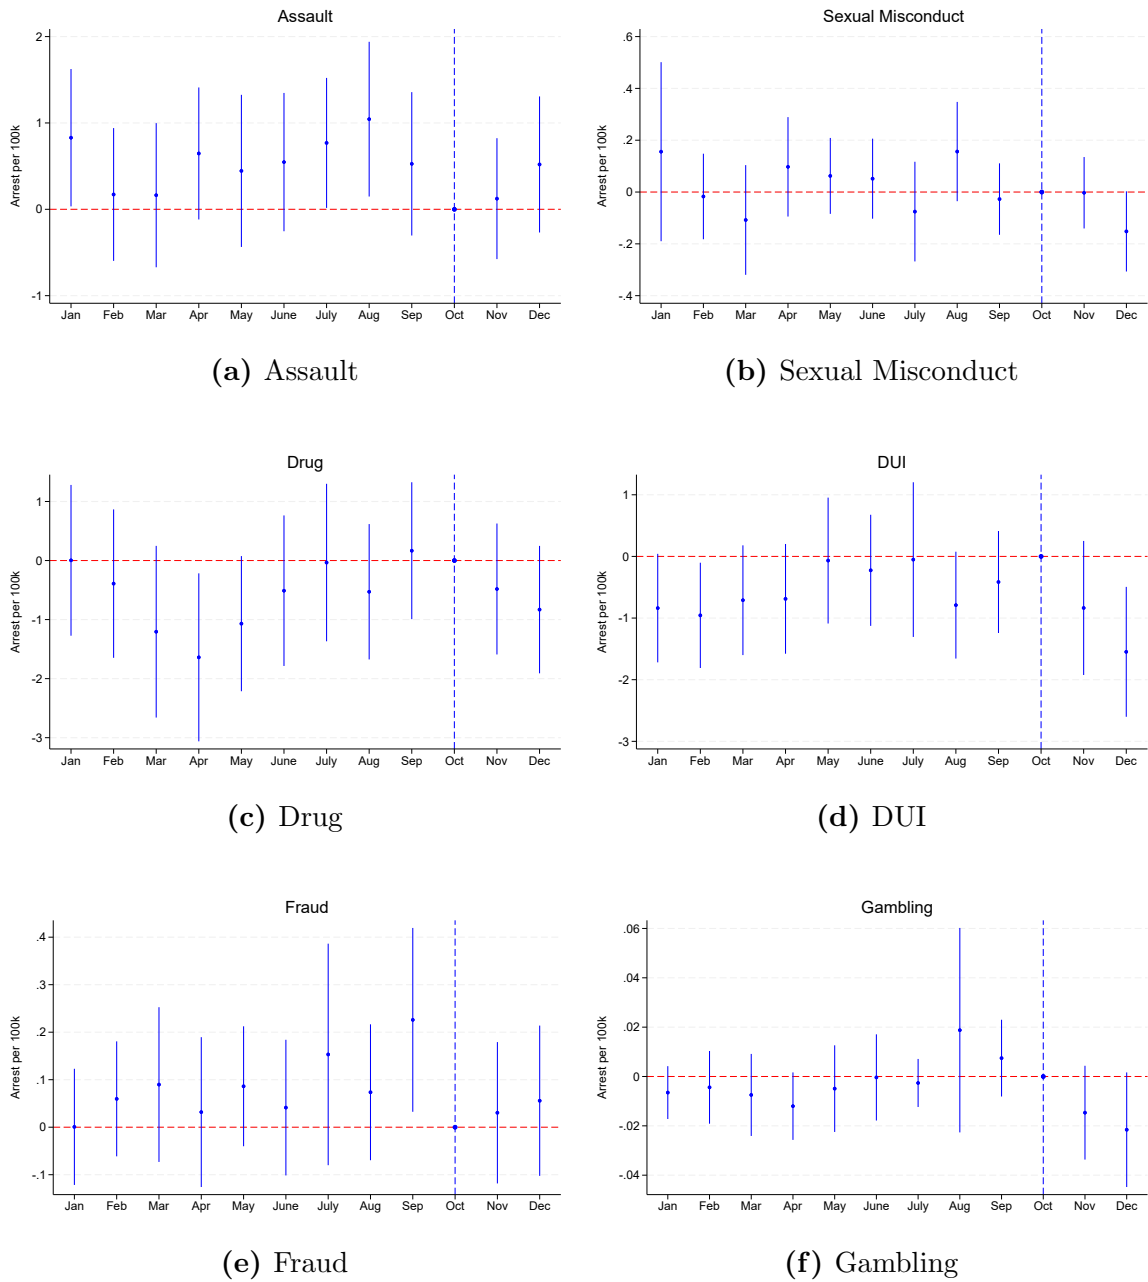 Assault
Arrest per 100k
2
1
0
-1
Jan Feb Mar Apr May June July Aug Sep Oct Nov Dec
(a) Assault
Sexual Misconduct
Arrest per 100k
.6
.4
.2
0
-.2
-.4
Jan Feb Mar Apr May June July Aug Sep Oct Nov Dec
(b) Sexual Misconduct
Drug
Arrest per 100k
1
0
-1
-2
-3
Jan Feb Mar Apr May June July Aug Sep Oct Nov Dec
(c) Drug
DUI
Arrest per 100k
1
0
-1
-2
-3
Jan Feb Mar Apr May June July Aug Sep Oct Nov Dec
(d) DUI
Fraud
Arrest per 100k
.4
.3
.2
.1
0
-.1
Jan Feb Mar Apr May June July Aug Sep Oct Nov Dec
(e) Fraud
Gambling
Arrest per 100k
.06
.04
.02
0
-.02
-.04
Jan Feb Mar Apr May June July Aug Sep Oct Nov Dec
(f) Gambling